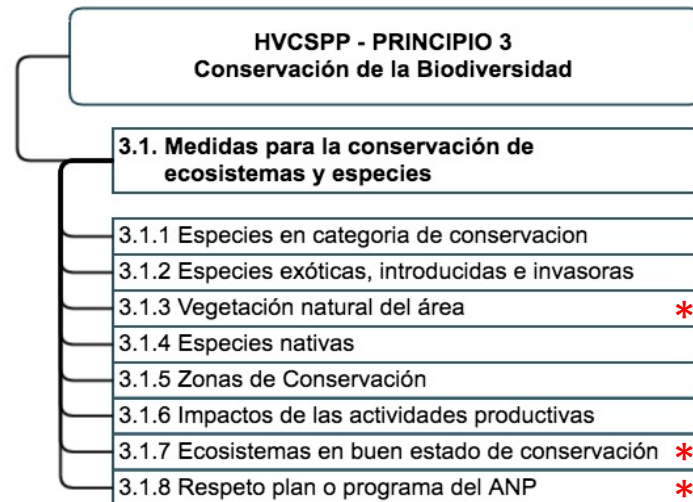 HVCSPP - PRINCIPIO 3
Conservación de la Biodiversidad
3.1. Medidas para la conservación de
ecosistemas y especies
3.1.1 Especies en categoria de conservacion
3.1.2 Especies exóticas, introducidas e invasoras
3.1.3 Vegetación natural del área *
3.1.4 Especies nativas
3.1.5 Zonas de Conservación
3.1.6 Impactos de las actividades productivas
3.1.7 Ecosistemas en buen estado de conservación *
3.1.8 Respeto plan o programa del ANP *